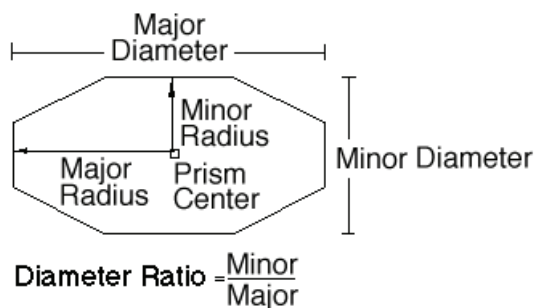 Major
Diameter
Minor
Radius
Minor Diameter
Major
Radius
Prism
Center
Diameter Ratio = Minor
Major